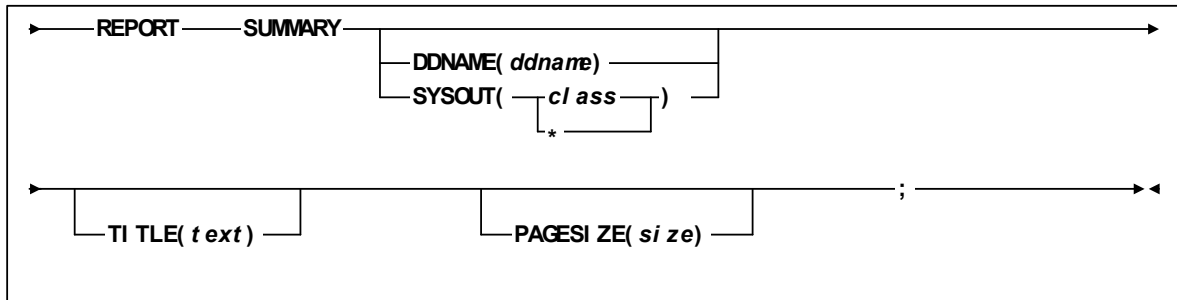 REPORT SUMMARY
DDNAME(ddname)
SYSOUT( class )
*
;
TITLE(text) PAGESIZE(size)